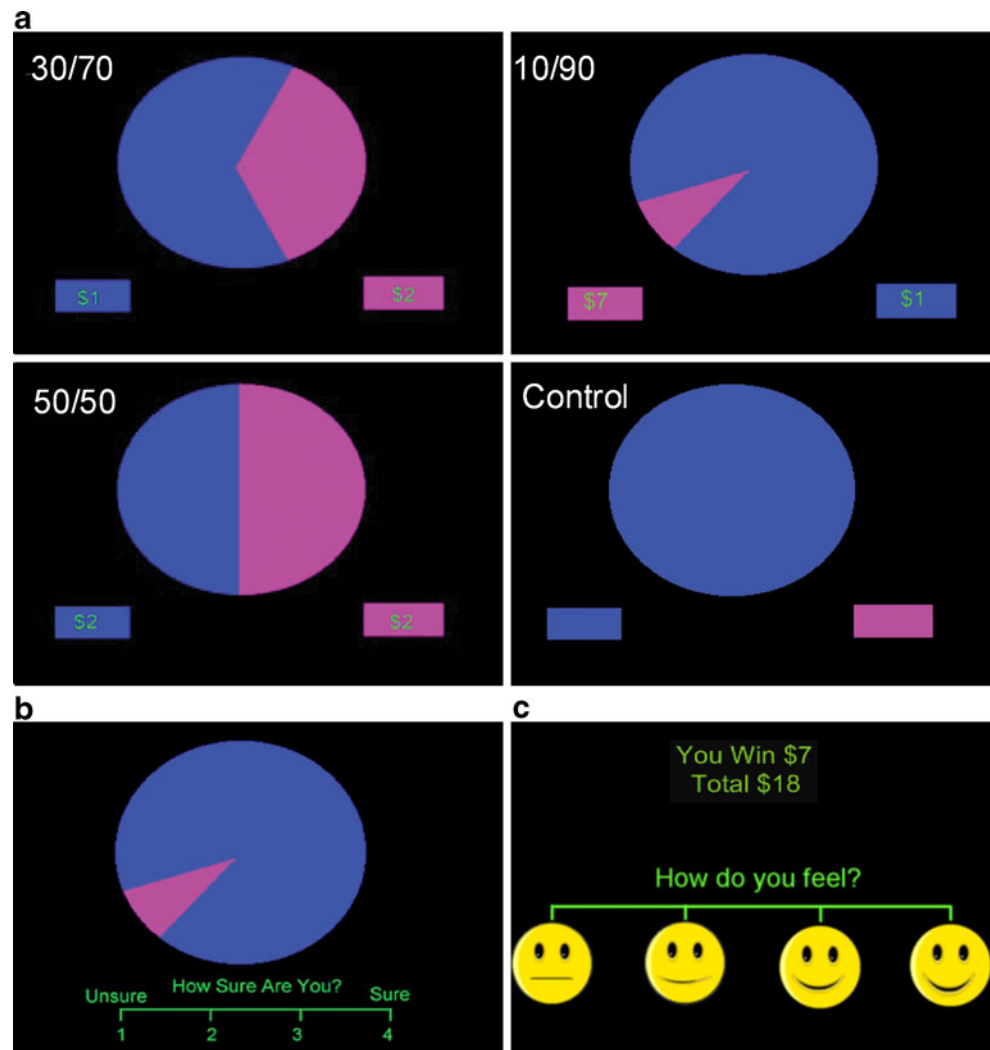 a
30/70
$1
$2
10/90
$7
$1
50/50
$2
$2
Control
b
How Sure Are You?
Unsure
Sure
1
2
3
4
c
You Win $7
Total $18
How do you feel?